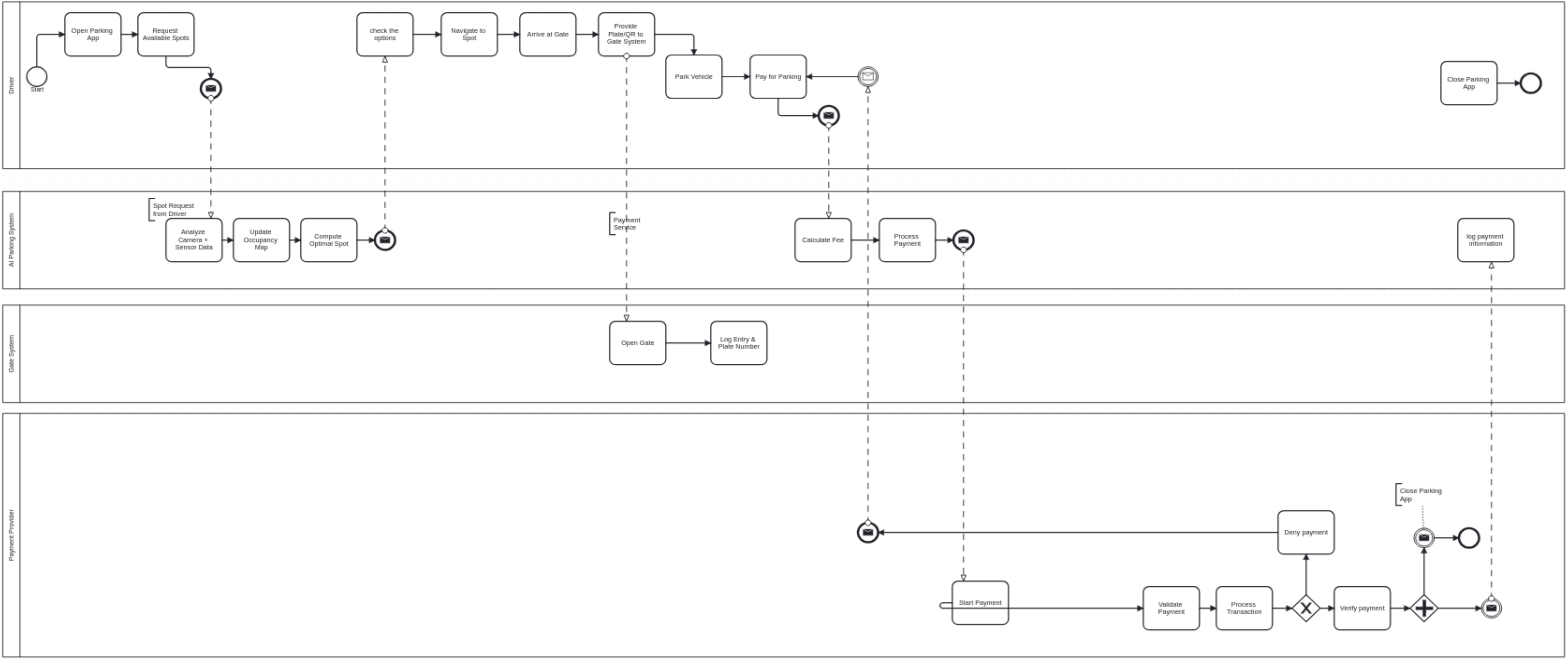 Driver
Start
Open Parking
App
Request
Available Spots
check the
options
Navigate to
Spot
Arrive at Gate
Provide
Plate/QR to
Gate System
Park Vehicle
Pay for Parking
Close Parking
App
AI Parking System
Spot Request
from Driver
Analyze
Camera +
Sensor Data
Update
Occupancy
Map
Compute
Optimal Spot
Payment
Service
Calculate Fee
Process
Payment
log payment
information
Gate System
Open Gate
Log Entry &
Plate Number
Payment Provider
Start Payment
Validate
Payment
Process
Transaction
Deny payment
Verify payment
Close Parking
App